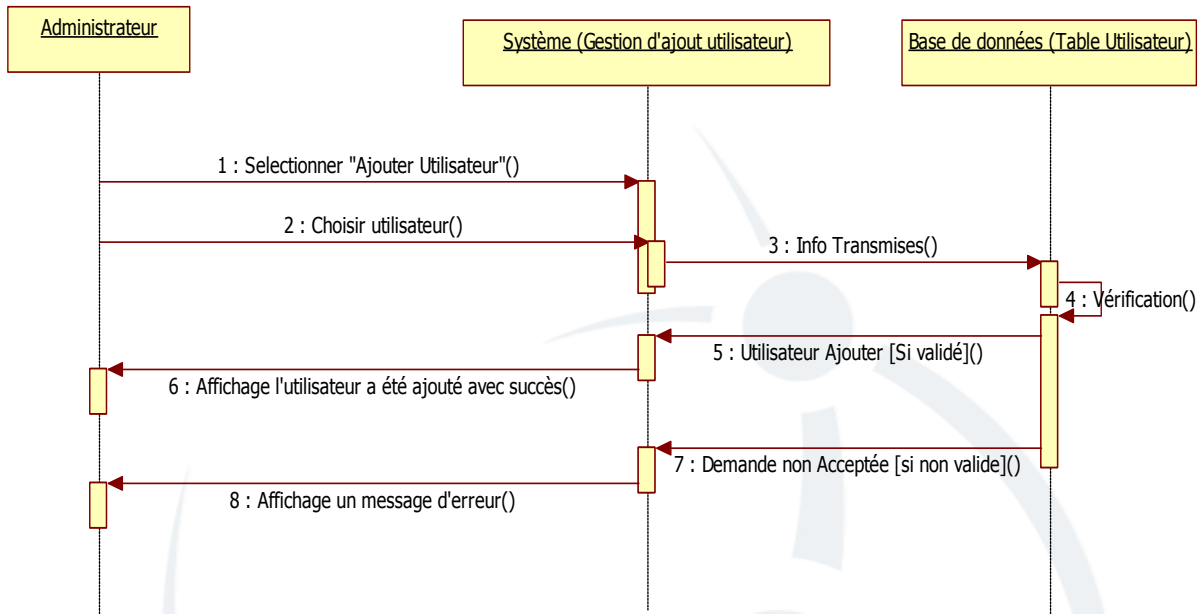 Administrateur
Système (Gestion d'ajout utilisateur)
Base de données (Table Utilisateur)
1 : Selectionner "Ajouter Utilisateur"()
2 : Choisir utilisateur()
3 : Info Transmises()
4 : Vérification()
5 : Utilisateur Ajouter [Si validé]()
6 : Affichage l'utilisateur a été ajouté avec succès()
7 : Demande non Acceptée [si non valide]()
8 : Affichage un message d'erreur()